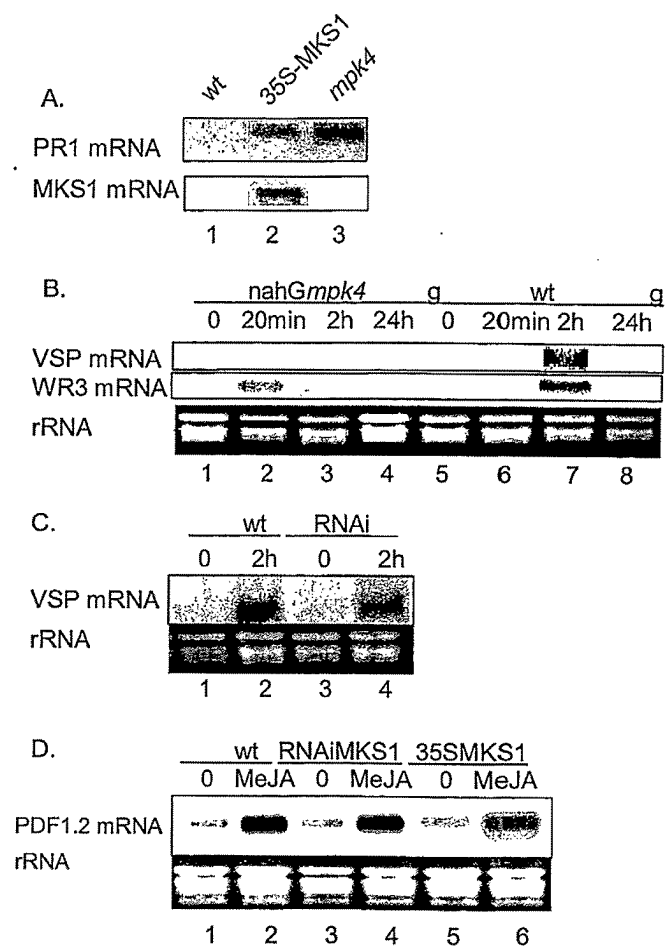 A.
wt 35S-MKS1 mpk4
PR1 mRNA
MKS1 mRNA
1 2 3
B.
nahGmpk4 g wt g
0 20min 2h 24h 0 20min 2h 24h
VSP mRNA
WR3 mRNA
rRNA
1 2 3 4 5 6 7 8
C.
wt RNAi
0 2h 0 2h
VSP mRNA
rRNA
1 2 3 4
D.
wt RNAiMKS1 35SMKS1
0 MeJA 0 MeJA 0 MeJA
PDF1.2 mRNA
rRNA
1 2 3 4 5 6